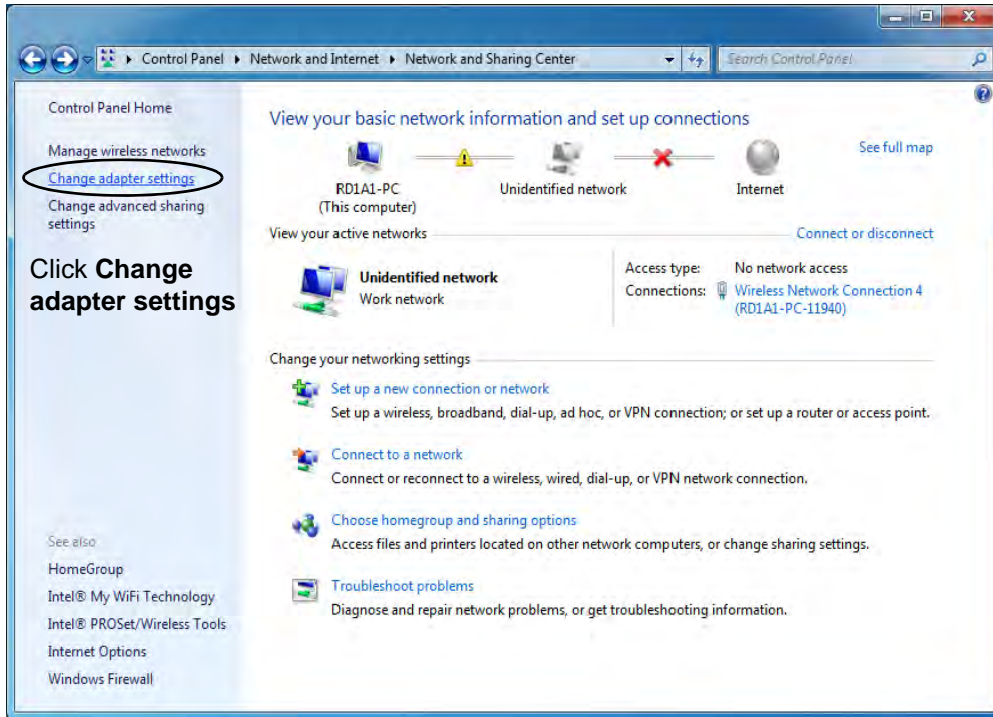 Control Panel ▸ Network and Internet ▸ Network and Sharing Center
Search Control Panel
Control Panel Home
Manage wireless networks
Change adapter settings
Change advanced sharing
settings
Click Change
adapter settings
See also
HomeGroup
Intel® My WiFi Technology
Intel® PROSet/Wireless Tools
Internet Options
Windows Firewall
View your basic network information and set up connections
See full map
RD1A1-PC
(This computer)
Unidentified network
Internet
View your active networks
Connect or disconnect
Unidentified network
Work network
Access type: No network access
Connections: Wireless Network Connection 4
(RD1A1-PC-11940)
Change your networking settings
Set up a new connection or network
Set up a wireless, broadband, dial-up, ad hoc, or VPN connection; or set up a router or access point.
Connect to a network
Connect or reconnect to a wireless, wired, dial-up, or VPN network connection.
Choose homegroup and sharing options
Access files and printers located on other network computers, or change sharing settings.
Troubleshoot problems
Diagnose and repair network problems, or get troubleshooting information.